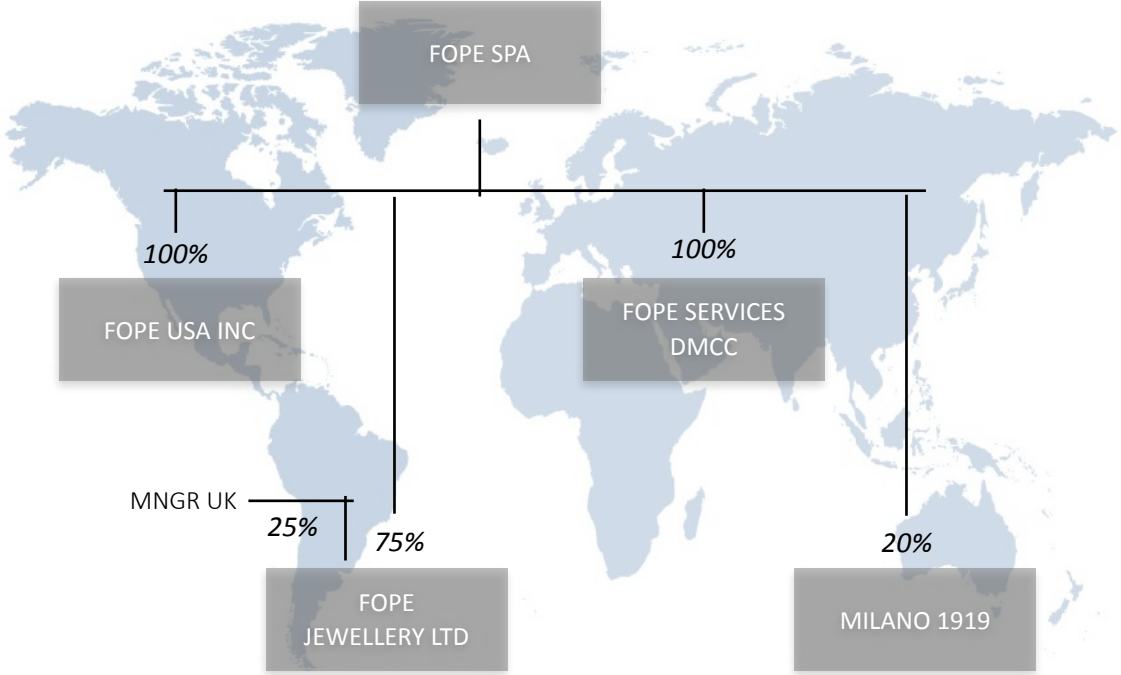 FOPE SPA
100%
100%
FOPE USA INC
FOPE SERVICES
DMCC
MNGR UK
25%
75%
20%
FOPE
JEWELLERY LTD
MILANO 1919